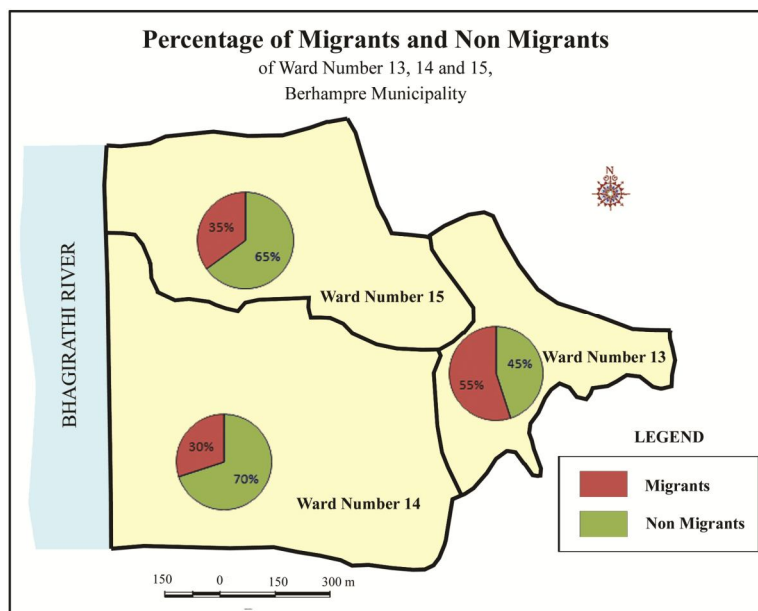 Percentage of Migrants and Non Migrants
of Ward Number 13, 14 and 15,
Berhampre Municipality
N
BHAGIRATHI RIVER
35%
65%
Ward Number 15
45%
55%
Ward Number 13
30%
70%
Ward Number 14
LEGEND
Migrants
Non Migrants
150 0 150 300 m